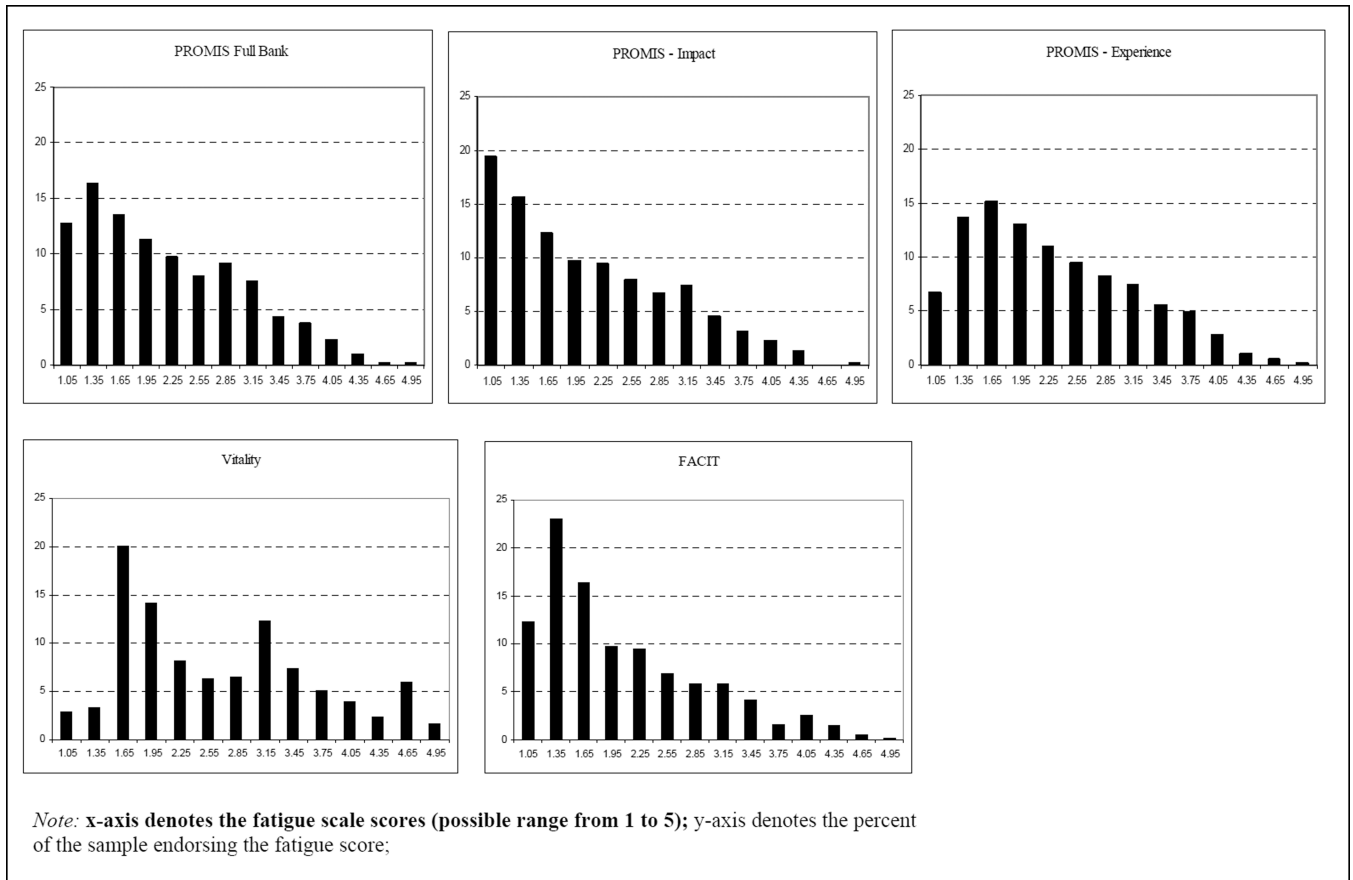 PROMIS Full Bank
25
20
15
10
5
0
1.05 1.35 1.65 1.95 2.25 2.55 2.85 3.15 3.45 3.75 4.05 4.35 4.65 4.95
PROMIS - Impact
25
20
15
10
5
0
1.05 1.35 1.65 1.95 2.25 2.55 2.85 3.15 3.45 3.75 4.05 4.35 4.65 4.95
PROMIS - Experience
25
20
15
10
5
0
1.05 1.35 1.65 1.95 2.25 2.55 2.85 3.15 3.45 3.75 4.05 4.35 4.65 4.95
Vitality
25
20
15
10
5
0
1.05 1.35 1.65 1.95 2.25 2.55 2.85 3.15 3.45 3.75 4.05 4.35 4.65 4.95
FACIT
25
20
15
10
5
0
1.05 1.35 1.65 1.95 2.25 2.55 2.85 3.15 3.45 3.75 4.05 4.35 4.65 4.95
Note: x-axis denotes the fatigue scale scores (possible range from 1 to 5); y-axis denotes the percent
of the sample endorsing the fatigue score;